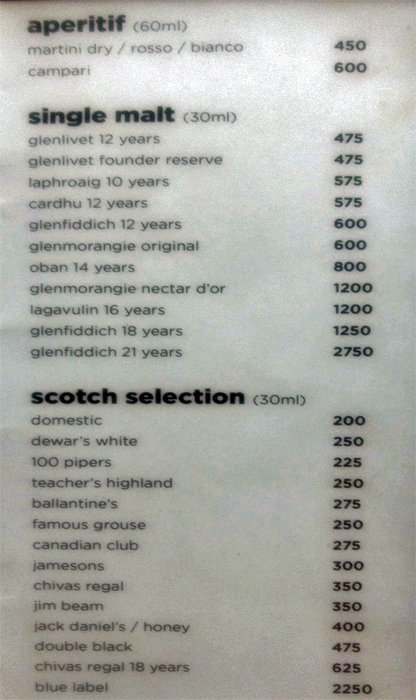 aperitif (60ml)
martini dry / rosso / bianco 450
campari 600
single malt (30ml)
glenlivet 12 years 475
glenlivet founder reserve 475
laphroaig 10 years 575
cardhu 12 years 575
glenfiddich 12 years 600
glenmorangie original 600
oban 14 years 800
glenmorangie nectar d'or 1200
lagavulin 16 years 1200
glenfiddich 18 years 1250
glenfiddich 21 years 2750
scotch selection (30ml)
domestic 200
dewar's white 250
100 pipers 225
teacher's highland 250
ballantine's 275
famous grouse 250
canadian club 275
jamesons 300
chivas regal 350
jim beam 350
jack daniel's / honey 400
double black 475
chivas regal 18 years 625
blue label 2250